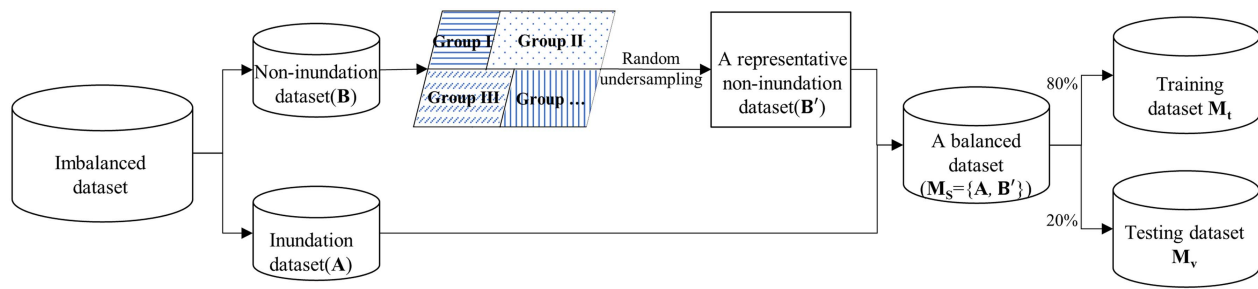 Imbalanced
dataset
Non-inundation
dataset(B)
Inundation
dataset(A)
Group I
Group II
Group III
Group ...
Random
undersampling
A representative
non-inundation
dataset(B′)
A balanced
dataset
(Mₛ={A, B′})
80%
20%
Training
dataset Mₜ
Testing dataset
Mᵥ